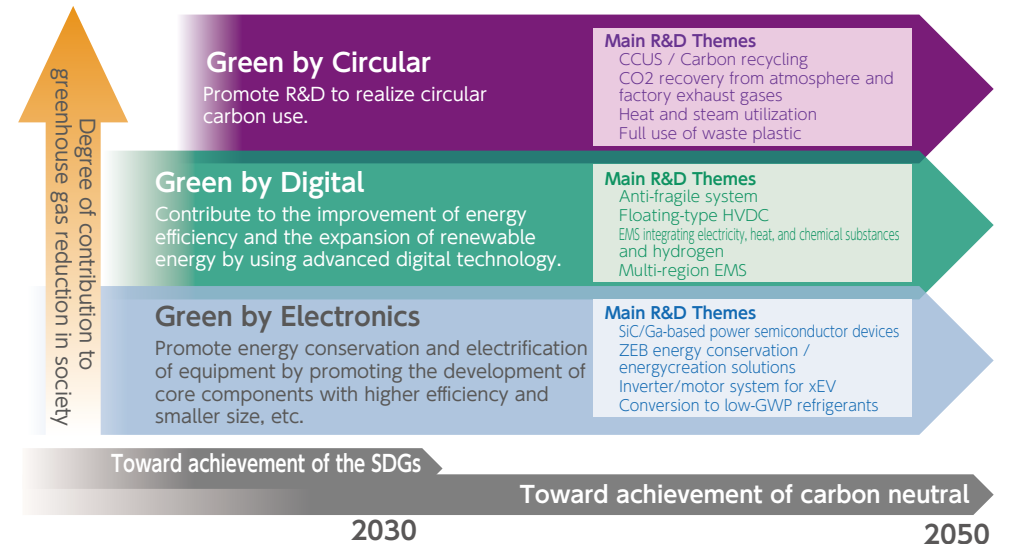 Degree of contribution to
greenhouse gas reduction in society
Green by Circular
Promote R&D to realize circular
carbon use.
Main R&D Themes
CCUS / Carbon recycling
CO2 recovery from atmosphere and
factory exhaust gases
Heat and steam utilization
Full use of waste plastic
Green by Digital
Contribute to the improvement of energy
efficiency and the expansion of renewable
energy by using advanced digital technology.
Main R&D Themes
Anti-fragile system
Floating-type HVDC
EMS integrating electricity, heat, and chemical substances
and hydrogen
Multi-region EMS
Green by Electronics
Promote energy conservation and electrification
of equipment by promoting the development of
core components with higher efficiency and
smaller size, etc.
Main R&D Themes
SiC/Ga-based power semiconductor devices
ZEB energy conservation /
energycreation solutions
Inverter/motor system for xEV
Conversion to low-GWP refrigerants
Toward achievement of the SDGs
Toward achievement of carbon neutral
2030
2050